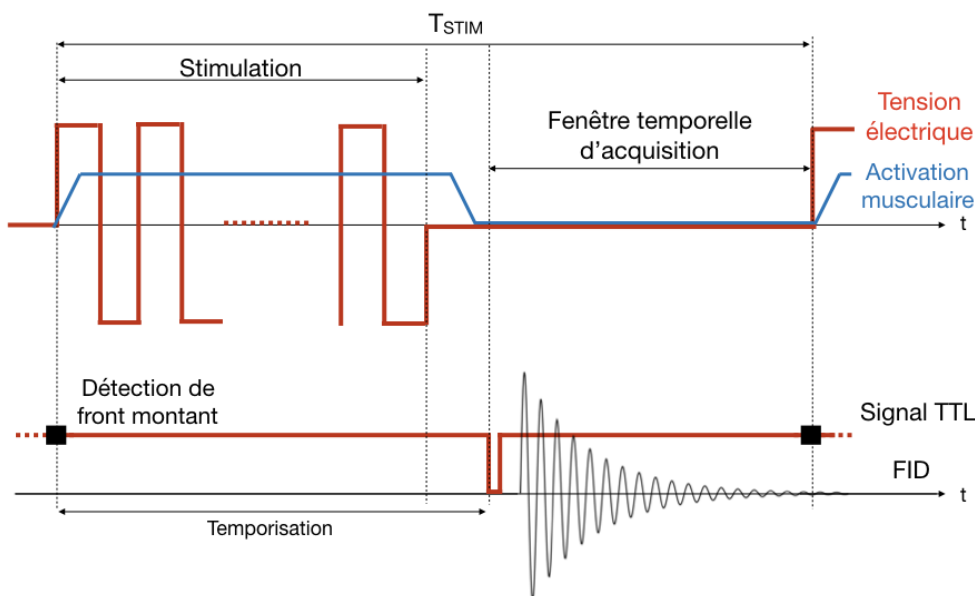 TSTIM
Stimulation
Tension
électrique
Fenêtre temporelle
d'acquisition
Activation
musculaire
t
Détection de
front montant
Signal TTL
FID
t
Temporisation